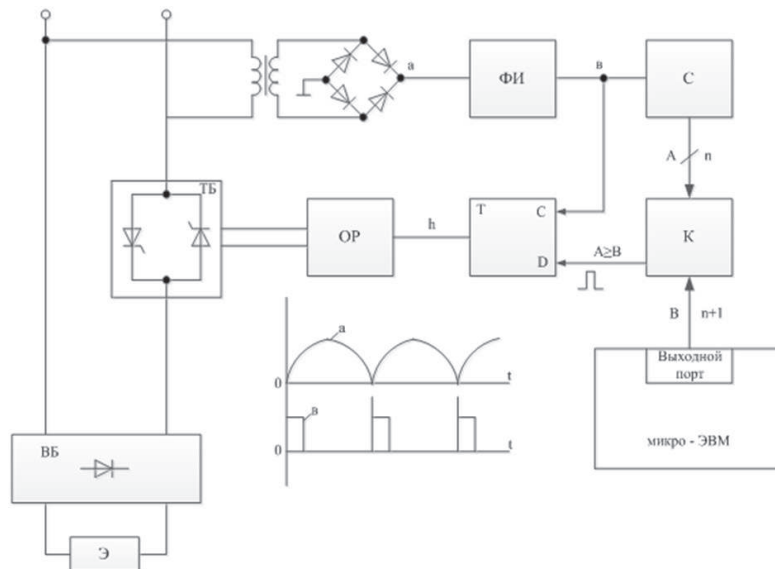 а
ФИ
в
С
А
n
ТБ
ОР
h
Т
С
D
А≥В
К
В
n+1
Выходной
порт
микро - ЭВМ
а
0
t
в
0
t
ВБ
Э